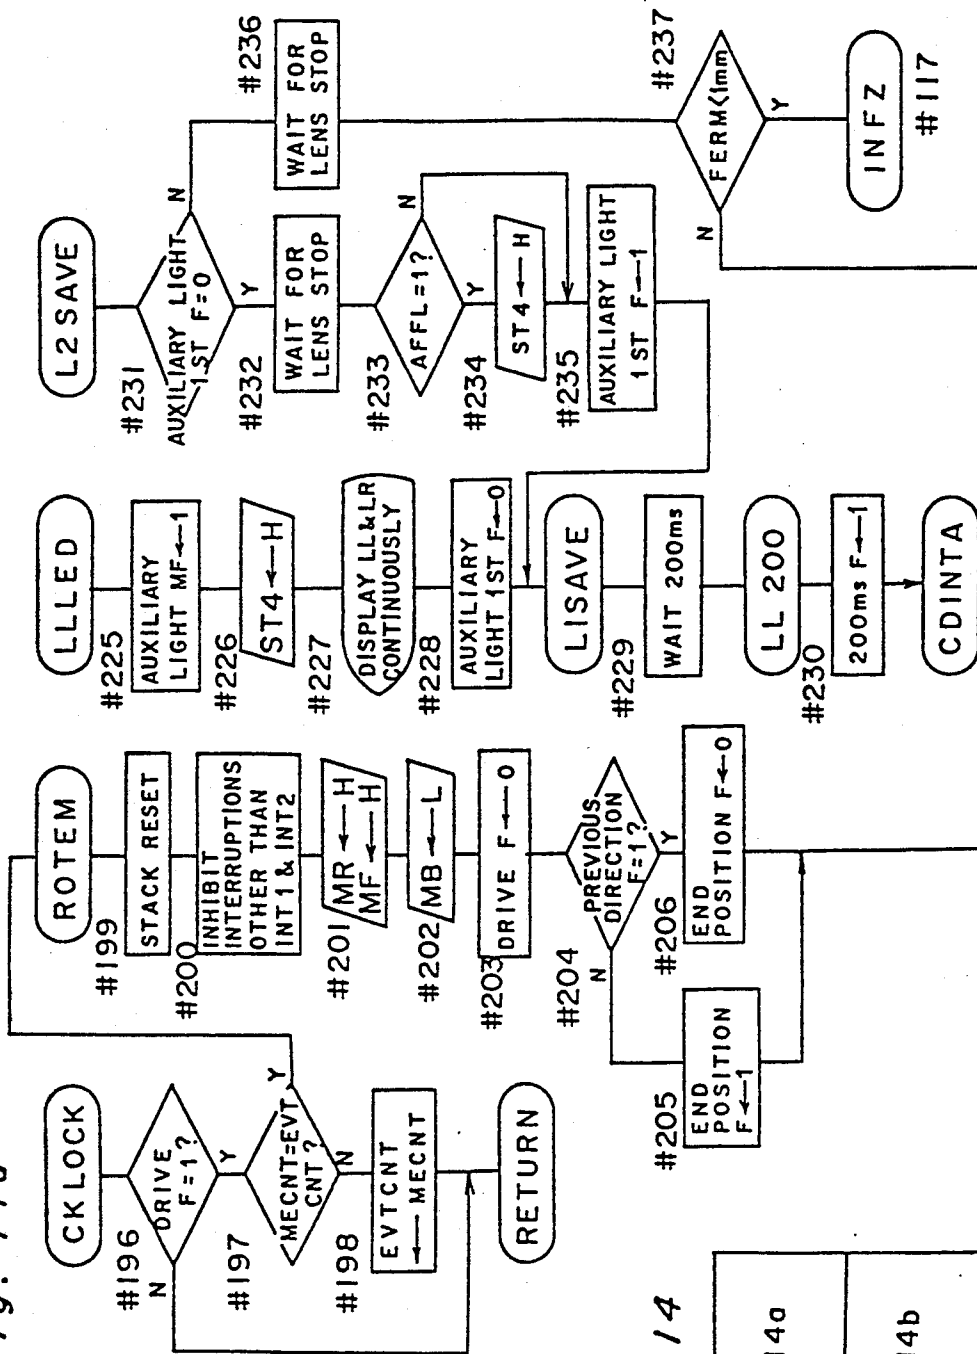 CKLOCK
#196
DRIVE
F=1?
N
Y
#197
MECNT=EVT
CNT?
Y
N
#198
EVTCNT
←MECNT
RETURN
ROTEM
#199
STACK RESET
#200
INHIBIT
INTERRUPTIONS
OTHER THAN
INT 1 & INT2
#201
MR←H
MF←H
#202
MB←L
#203
DRIVE F←0
#204
PREVIOUS
DIRECTION
F=1?
N
Y
#205
END
POSITION
F←1
#206
END
POSITION F←0
LLLED
#225
AUXILIARY
LIGHT MF←1
#226
ST4←H
#227
DISPLAY LL&LR
CONTINUOUSLY
#228
AUXILIARY
LIGHT 1ST F←0
LISAVE
#229
WAIT 200ms
LL 200
#230
200ms F←1
CDINTA
L2SAVE
#231
AUXILIARY LIGHT
1ST F=0
N
Y
#232
WAIT FOR
LENS STOP
#233
AFFL=1?
N
Y
#234
ST4←H
#235
AUXILIARY LIGHT
1ST F←1
#236
WAIT FOR
LENS STOP
#237
FERM<1mm
N
Y
INFZ
#117
14
14a
14b